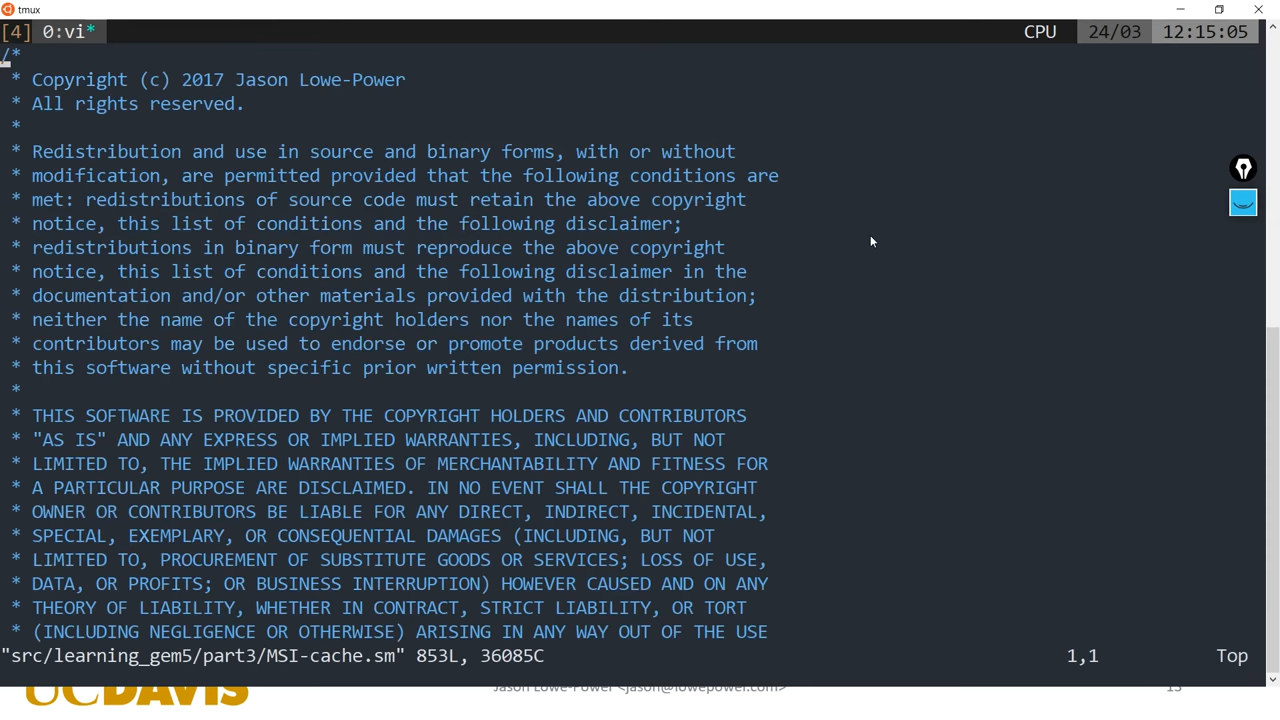 tmux
[4] 0:vi* CPU 24/03 12:15:05
/*
* Copyright (c) 2017 Jason Lowe-Power
* All rights reserved.
*
* Redistribution and use in source and binary forms, with or without
* modification, are permitted provided that the following conditions are
* met: redistributions of source code must retain the above copyright
* notice, this list of conditions and the following disclaimer;
* redistributions in binary form must reproduce the above copyright
* notice, this list of conditions and the following disclaimer in the
* documentation and/or other materials provided with the distribution;
* neither the name of the copyright holders nor the names of its
* contributors may be used to endorse or promote products derived from
* this software without specific prior written permission.
*
* THIS SOFTWARE IS PROVIDED BY THE COPYRIGHT HOLDERS AND CONTRIBUTORS
* "AS IS" AND ANY EXPRESS OR IMPLIED WARRANTIES, INCLUDING, BUT NOT
* LIMITED TO, THE IMPLIED WARRANTIES OF MERCHANTABILITY AND FITNESS FOR
* A PARTICULAR PURPOSE ARE DISCLAIMED. IN NO EVENT SHALL THE COPYRIGHT
* OWNER OR CONTRIBUTORS BE LIABLE FOR ANY DIRECT, INDIRECT, INCIDENTAL,
* SPECIAL, EXEMPLARY, OR CONSEQUENTIAL DAMAGES (INCLUDING, BUT NOT
* LIMITED TO, PROCUREMENT OF SUBSTITUTE GOODS OR SERVICES; LOSS OF USE,
* DATA, OR PROFITS; OR BUSINESS INTERRUPTION) HOWEVER CAUSED AND ON ANY
* THEORY OF LIABILITY, WHETHER IN CONTRACT, STRICT LIABILITY, OR TORT
* (INCLUDING NEGLIGENCE OR OTHERWISE) ARISING IN ANY WAY OUT OF THE USE
"src/learning_gem5/part3/MSI-cache.sm" 853L, 36085C 1,1 Top
UCDAVIS Jason Lowe-Power <jason@lowepower.com> 13